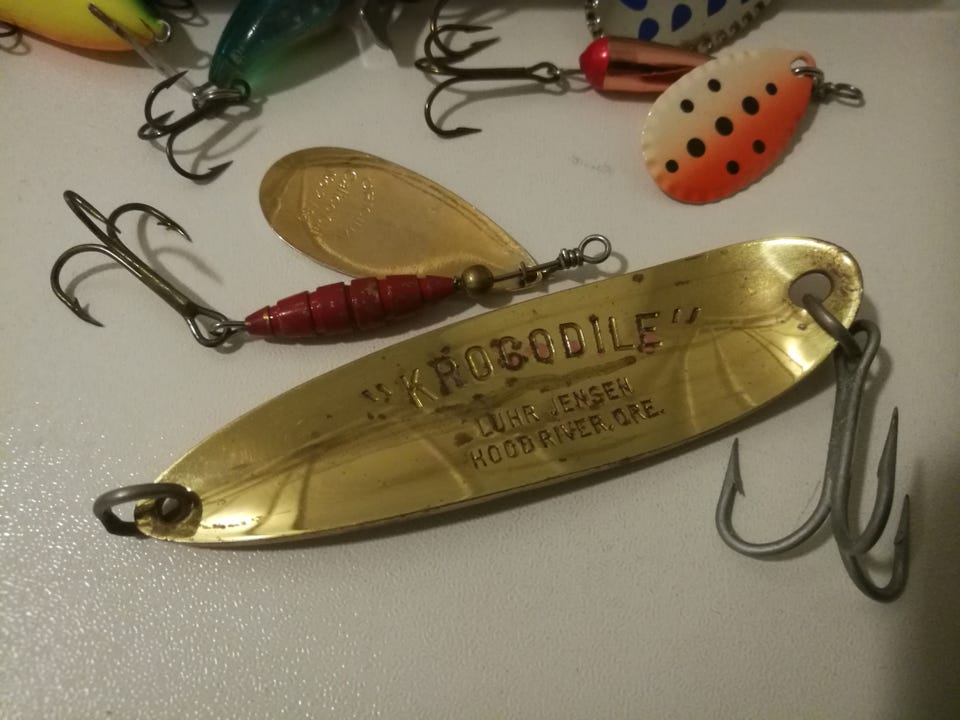 "KROCODILE"
LUHR JENSEN
HOOD RIVER, ORE.